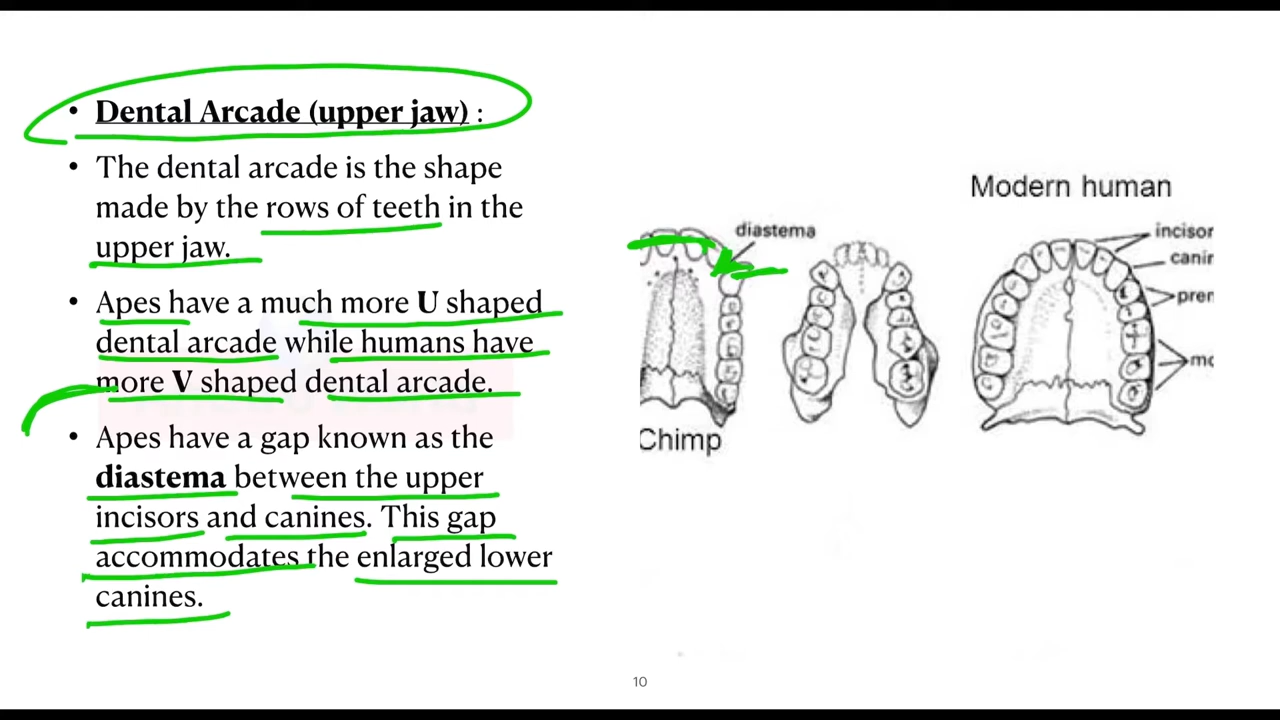 • Dental Arcade (upper jaw) :
• The dental arcade is the shape
made by the rows of teeth in the
upper jaw.
• Apes have a much more U shaped
dental arcade while humans have
more V shaped dental arcade.
• Apes have a gap known as the
diastema between the upper
incisors and canines. This gap
accommodates the enlarged lower
canines.
Modern human
diastema
incisor
canir
prer
mc
Chimp
10